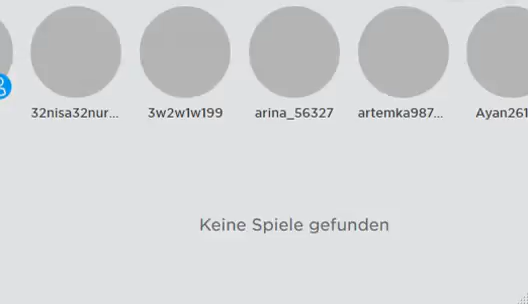 32nisa32nur... 3w2w1w199 arina_56327 artemka987... Ayan261
Keine Spiele gefunden